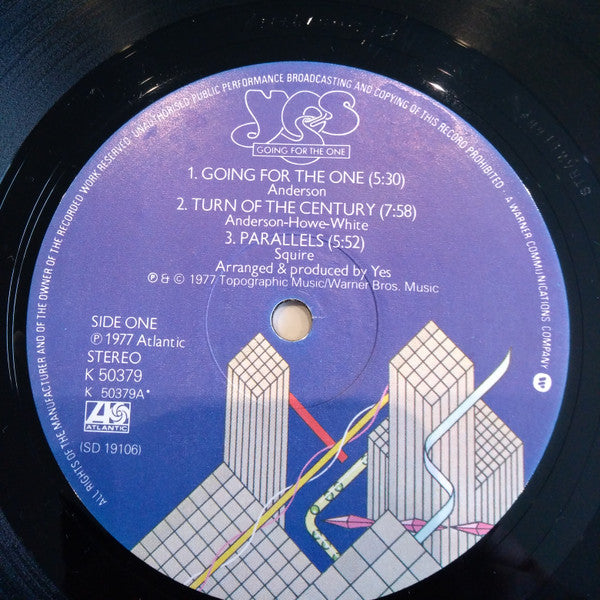 ALL RIGHTS OF THE MANUFACTURER AND OF THE OWNER OF THE RECORDED WORK RESERVED. UNAUTHORISED PUBLIC PERFORMANCE BROADCASTING AND COPYING OF THIS RECORD PROHIBITED · A WARNER COMMUNICATIONS COMPANY
yes
GOING FOR THE ONE
1. GOING FOR THE ONE (5:30)
Anderson
2. TURN OF THE CENTURY (7:58)
Anderson-Howe-White
3. PARALLELS (5:52)
Squire
Arranged & produced by Yes
℗ & © 1977 Topographic Music/Warner Bros. Music
SIDE ONE
℗ 1977 Atlantic
STEREO
K 50379
K 50379A*
ATLANTIC
(SD 19106)